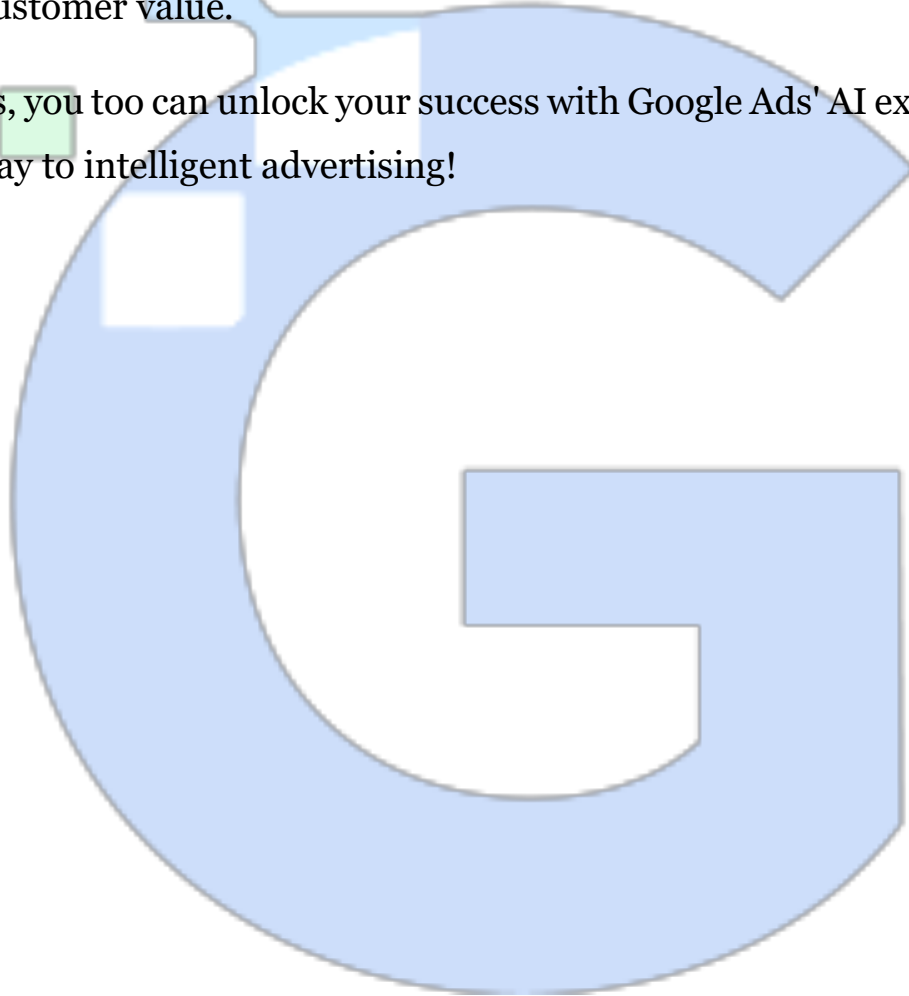 ustomer value.
s, you too can unlock your success with Google Ads' AI ex
ay to intelligent advertising!
G